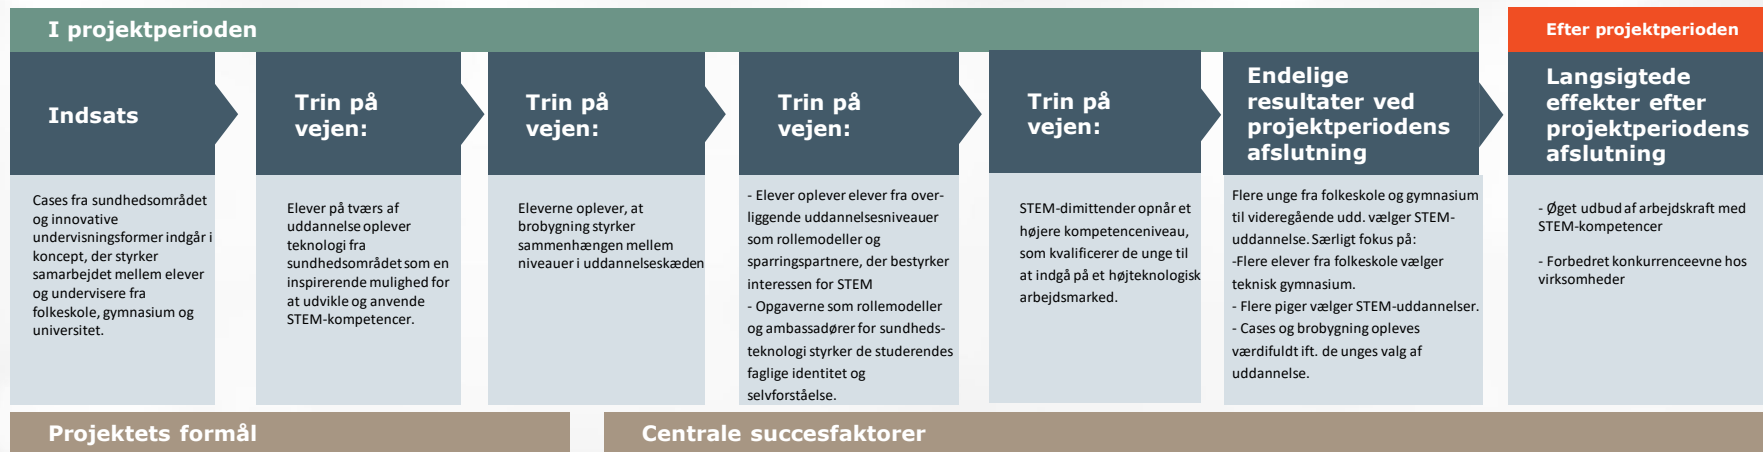 I projektperioden
Efter projektperioden
Indsats
Trin på
vejen:
Trin på
vejen:
Trin på
vejen:
Trin på
vejen:
Endelige
resultater ved
projektperiodens
afslutning
Langsigtede
effekter efter
projektperiodens
afslutning
Cases fra sundhedsområdet
og innovative
undervisningsformer indgår i
koncept, der styrker
samarbejdet mellem elever
og undervisere fra
folkeskole, gymnasium og
universitet.
Elever på tværs af
uddannelse oplever
teknologi fra
sundhedsområdet som en
inspirerende mulighed for
at udvikle og anvende
STEM-kompetencer.
Eleverne oplever, at
brobygning styrker
sammenhængen mellem
niveauer i uddannelseskæden
- Elever oplever elever fra over-
liggende uddannelsesniveauer
som rollemodeller og
sparringspartnere, der bestyrker
interessen for STEM
- Opgaverne som rollemodeller
og ambassadører for sundheds-
teknologi styrker de studerendes
faglige identitet og
selvforståelse.
STEM-dimittender opnår et
højere kompetenceniveau,
som kvalificerer de unge til
at indgå på et højteknologisk
arbejdsmarked.
Flere unge fra folkeskole og gymnasium
til videregående udd. vælger STEM-
uddannelse. Særligt fokus på:
-Flere elever fra folkeskole vælger
teknisk gymnasium.
- Flere piger vælger STEM-uddannelser.
- Cases og brobygning opleves
værdifuldt ift. de unges valg af
uddannelse.
- Øget udbud af arbejdskraft med
STEM-kompetencer
- Forbedret konkurrenceevne hos
virksomheder
Projektets formål
Centrale succesfaktorer